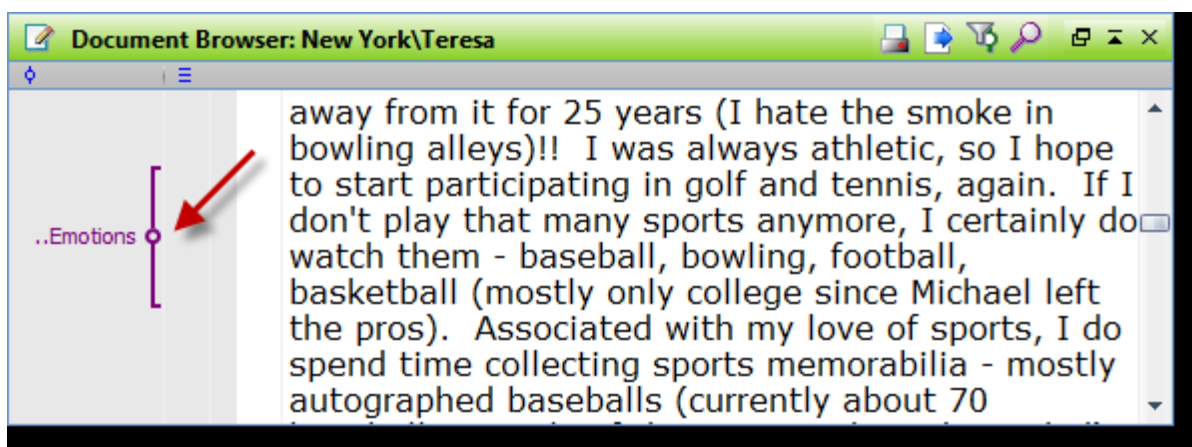 Document Browser: New York\Teresa
away from it for 25 years (I hate the smoke in
bowling alleys)!!  I was always athletic, so I hope
to start participating in golf and tennis, again.  If I
..Emotions
don't play that many sports anymore, I certainly do
watch them - baseball, bowling, football,
basketball (mostly only college since Michael left
the pros).  Associated with my love of sports, I do
spend time collecting sports memorabilia - mostly
autographed baseballs (currently about 70